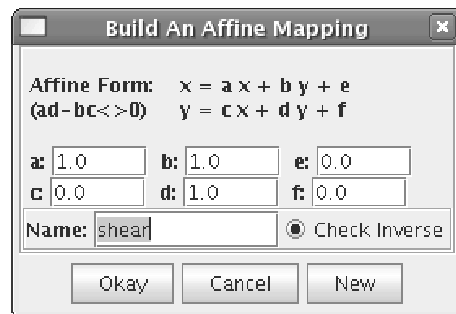 Build An Affine Mapping
Affine Form: x = a x + b y + e
(ad-bc<>0) y = c x + d y + f
a: 1.0 b: 1.0 e: 0.0
c: 0.0 d: 1.0 f: 0.0
Name: shear Check Inverse
Okay Cancel New